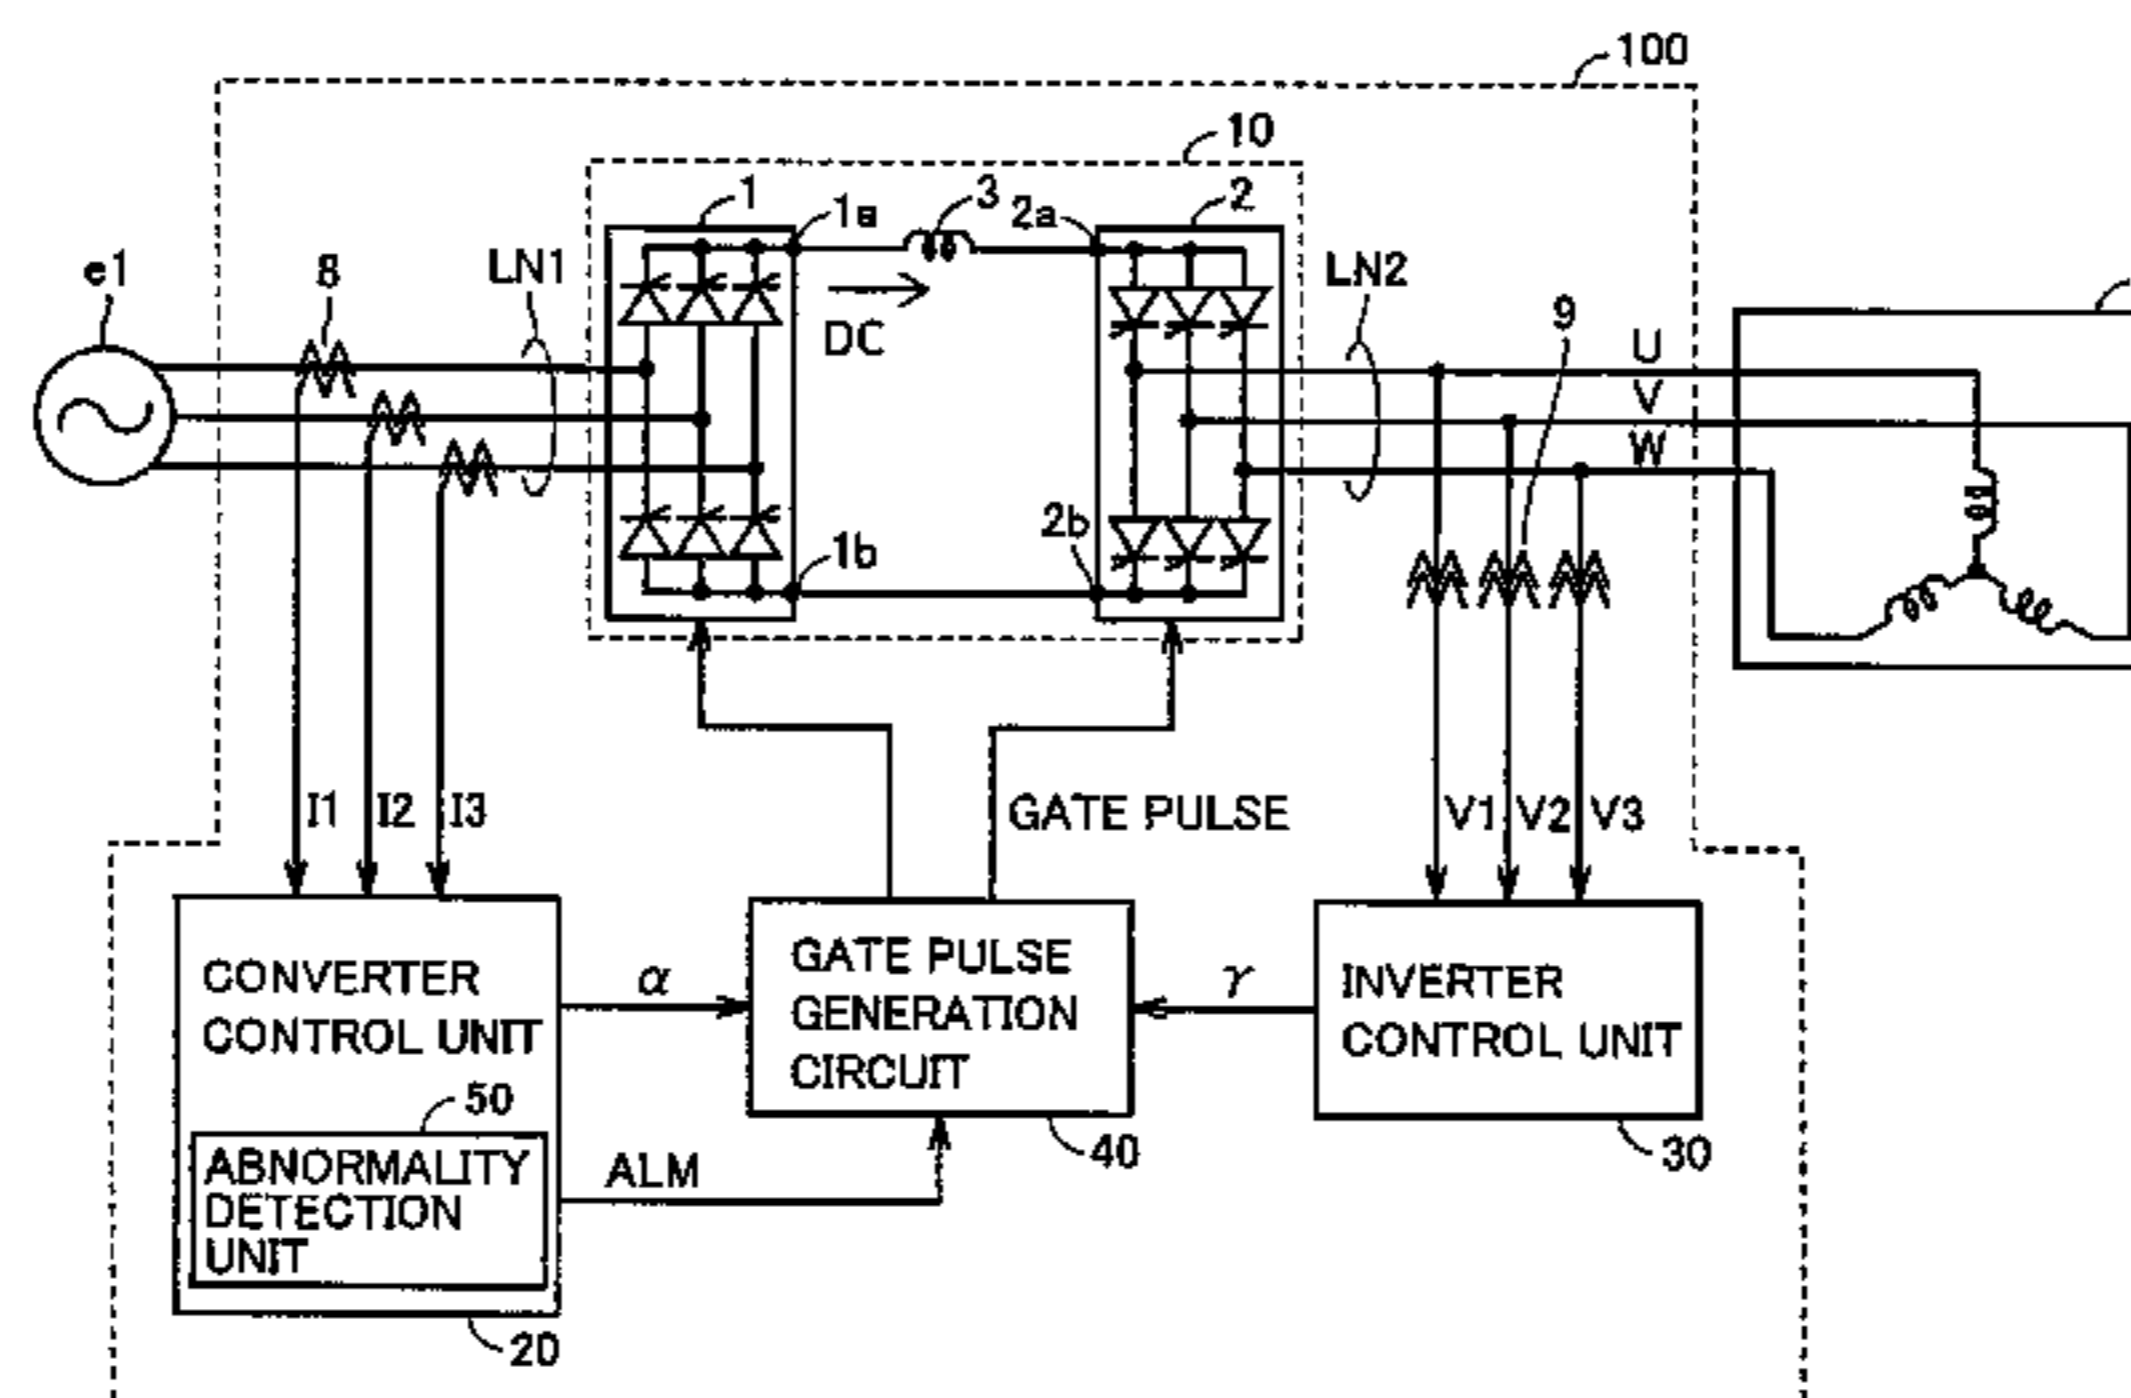 100
10
1
1a
3
2a
2
e1
8
LN1
LN2
9
DC
U
V
W
1b
2b
I1
I2
I3
GATE PULSE
V1
V2
V3
CONVERTER
CONTROL UNIT
α
GATE PULSE
GENERATION
CIRCUIT
γ
INVERTER
CONTROL UNIT
50
ABNORMALITY
DETECTION
UNIT
ALM
40
30
20